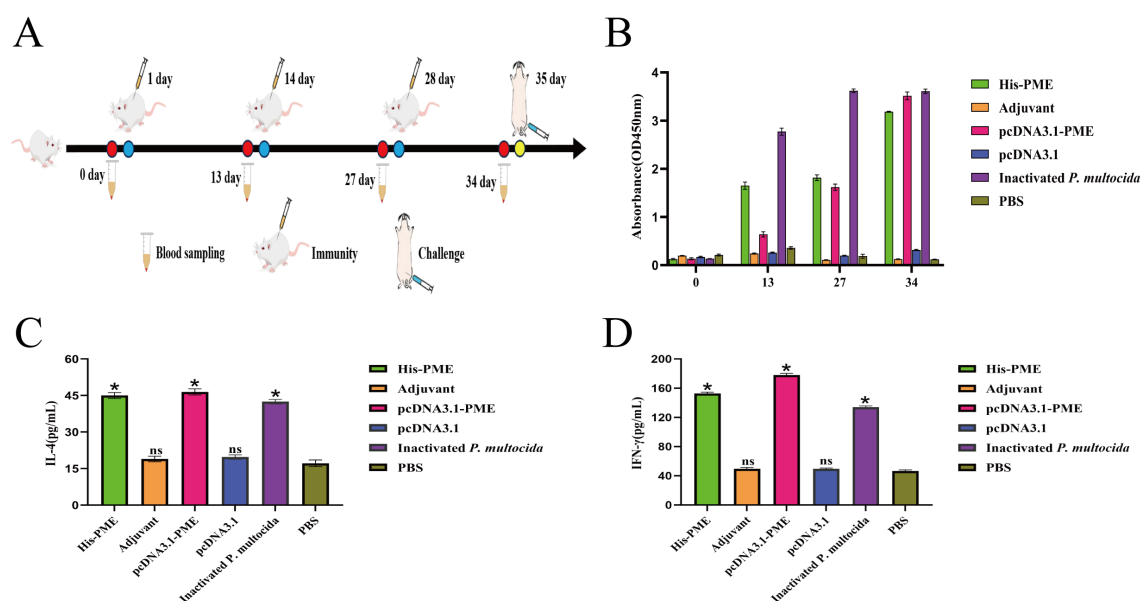 A
1 day
14 day
28 day
35 day
0 day
13 day
27 day
34 day
Blood sampling
Immunity
Challenge
B
Absorbance(OD450nm)
4
3
2
1
0
0
13
27
34
His-PME
Adjuvant
pcDNA3.1-PME
pcDNA3.1
Inactivated P. multocida
PBS
C
IL-4(pg/mL)
60
45
30
15
0
*
ns
*
ns
*
His-PME
Adjuvant
pcDNA3.1-PME
pcDNA3.1
Inactivated P. multocida
PBS
His-PME
Adjuvant
pcDNA3.1-PME
pcDNA3.1
Inactivated P. multocida
PBS
D
IFN-γ(pg/mL)
200
160
120
80
40
0
*
ns
*
ns
*
His-PME
Adjuvant
pcDNA3.1-PME
pcDNA3.1
Inactivated P. multocida
PBS
His-PME
Adjuvant
pcDNA3.1-PME
pcDNA3.1
Inactivated P. multocida
PBS